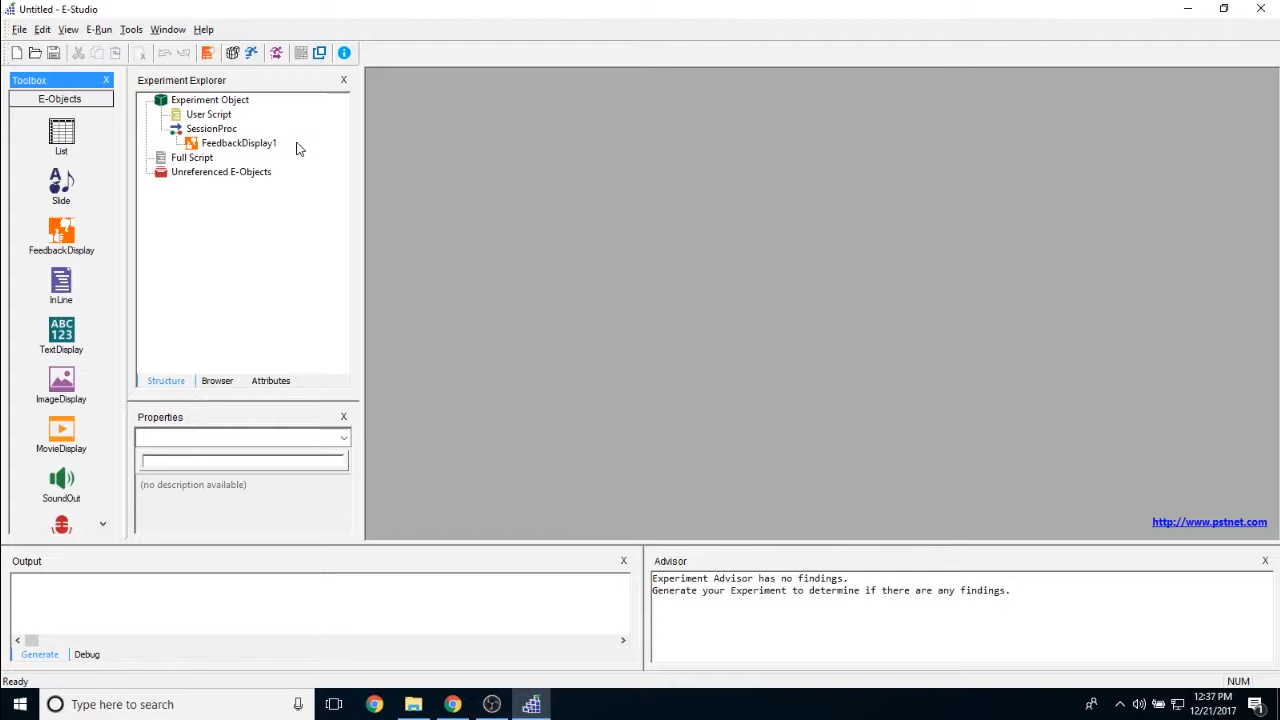 Untitled - E-Studio
File Edit View E-Run Tools Window Help
Toolbox X
E-Objects
List
Slide
FeedbackDisplay
InLine
ABC
123
TextDisplay
ImageDisplay
MovieDisplay
SoundOut
Experiment Explorer X
Experiment Object
User Script
SessionProc
FeedbackDisplay1
Full Script
Unreferenced E-Objects
Structure Browser Attributes
Properties X
(no description available)
http://www.pstnet.com
Output X
Generate Debug
Advisor X
Experiment Advisor has no findings.
Generate your Experiment to determine if there are any findings.
Ready NUM
Type here to search
12:37 PM
12/21/2017
1